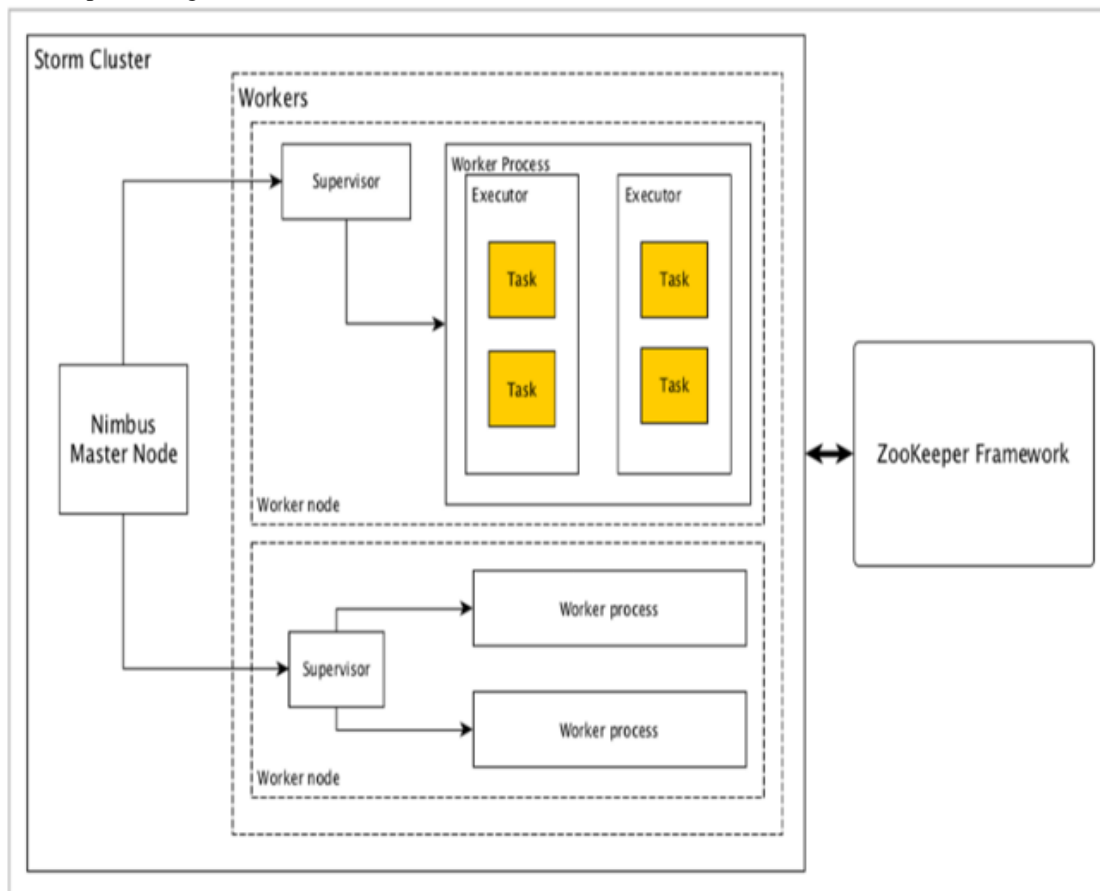 Storm Cluster
Workers
Supervisor
Worker Process
Executor
Executor
Task
Task
Task
Task
Nimbus
Master Node
ZooKeeper Framework
Worker node
Worker process
Supervisor
Worker process
Worker node